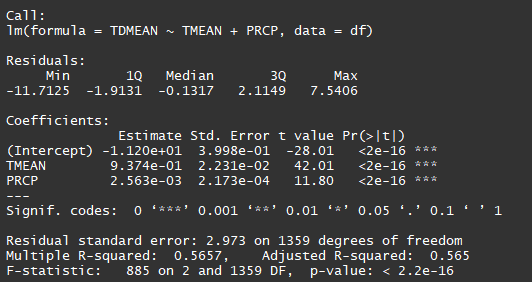 Call:
lm(formula = TDMEAN ~ TMEAN + PRCP, data = df)
Residuals:
     Min       1Q   Median       3Q      Max
-11.7125  -1.9131  -0.1317   2.1149   7.5406
Coefficients:
              Estimate Std. Error t value Pr(>|t|)
(Intercept) -1.120e+01  3.998e-01  -28.01   <2e-16 ***
TMEAN        9.374e-01  2.231e-02   42.01   <2e-16 ***
PRCP         2.563e-03  2.173e-04   11.80   <2e-16 ***
---
Signif. codes:  0 ‘***’ 0.001 ‘**’ 0.01 ‘*’ 0.05 ‘.’ 0.1 ‘ ’ 1
Residual standard error: 2.973 on 1359 degrees of freedom
Multiple R-squared:  0.5657,    Adjusted R-squared:  0.565
F-statistic:   885 on 2 and 1359 DF,  p-value: < 2.2e-16